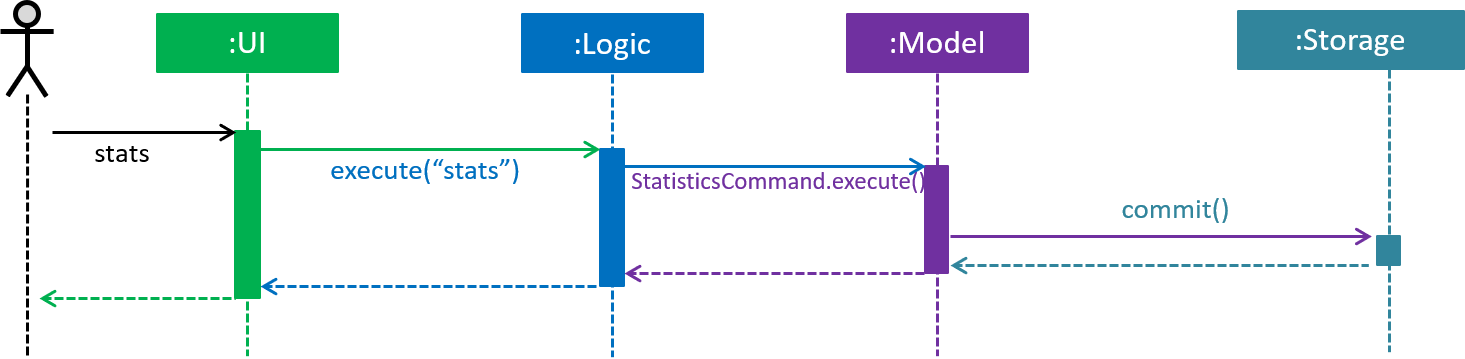 :UI
:Logic
:Model
:Storage
stats
execute(“stats”)
StatisticsCommand.execute()
commit()